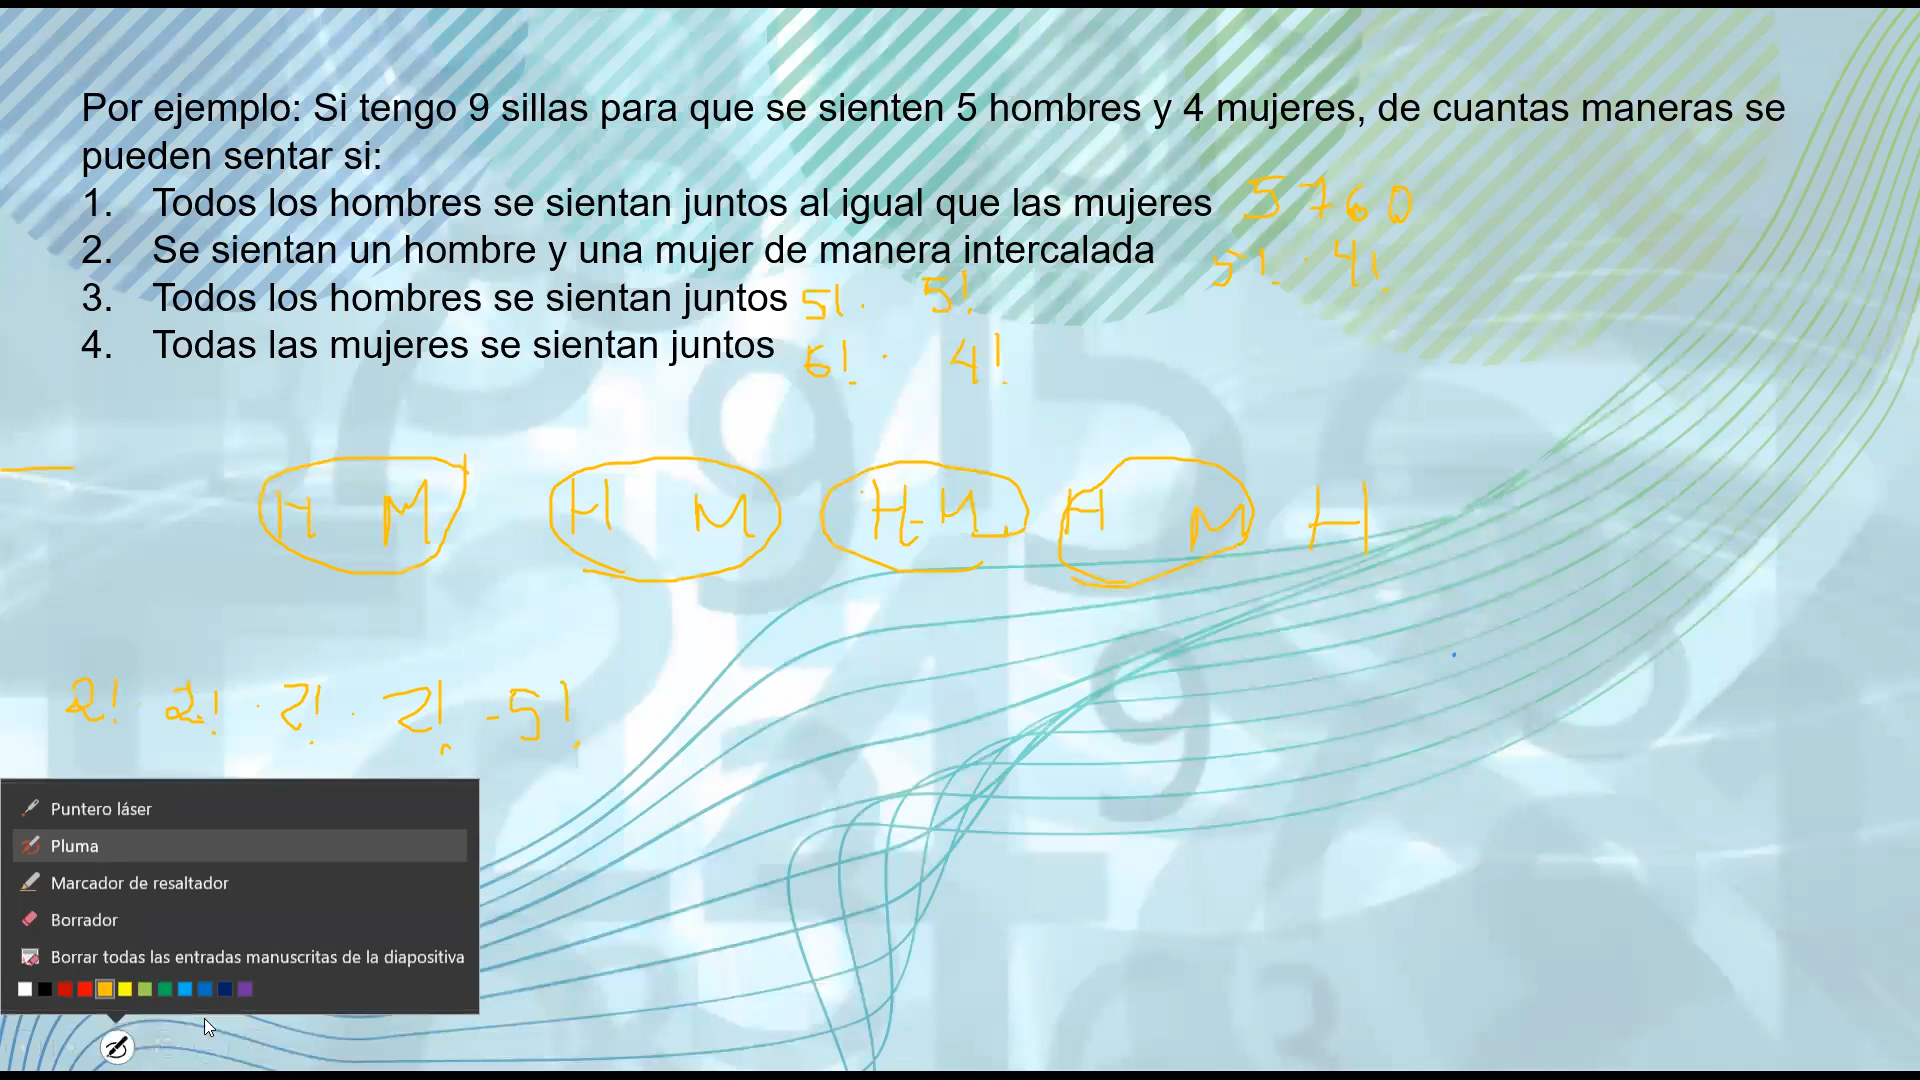 Por ejemplo: Si tengo 9 sillas para que se sienten 5 hombres y 4 mujeres, de cuantas maneras se
pueden sentar si:
1. Todos los hombres se sientan juntos al igual que las mujeres 5760
2. Se sientan un hombre y una mujer de manera intercalada 5! · 4!
3. Todos los hombres se sientan juntos 5! · 5!
4. Todas las mujeres se sientan juntos 6! · 4!
H M H M H M H M H
2! · 2! · 2! · 2! - 5!
Puntero láser
Pluma
Marcador de resaltador
Borrador
Borrar todas las entradas manuscritas de la diapositiva